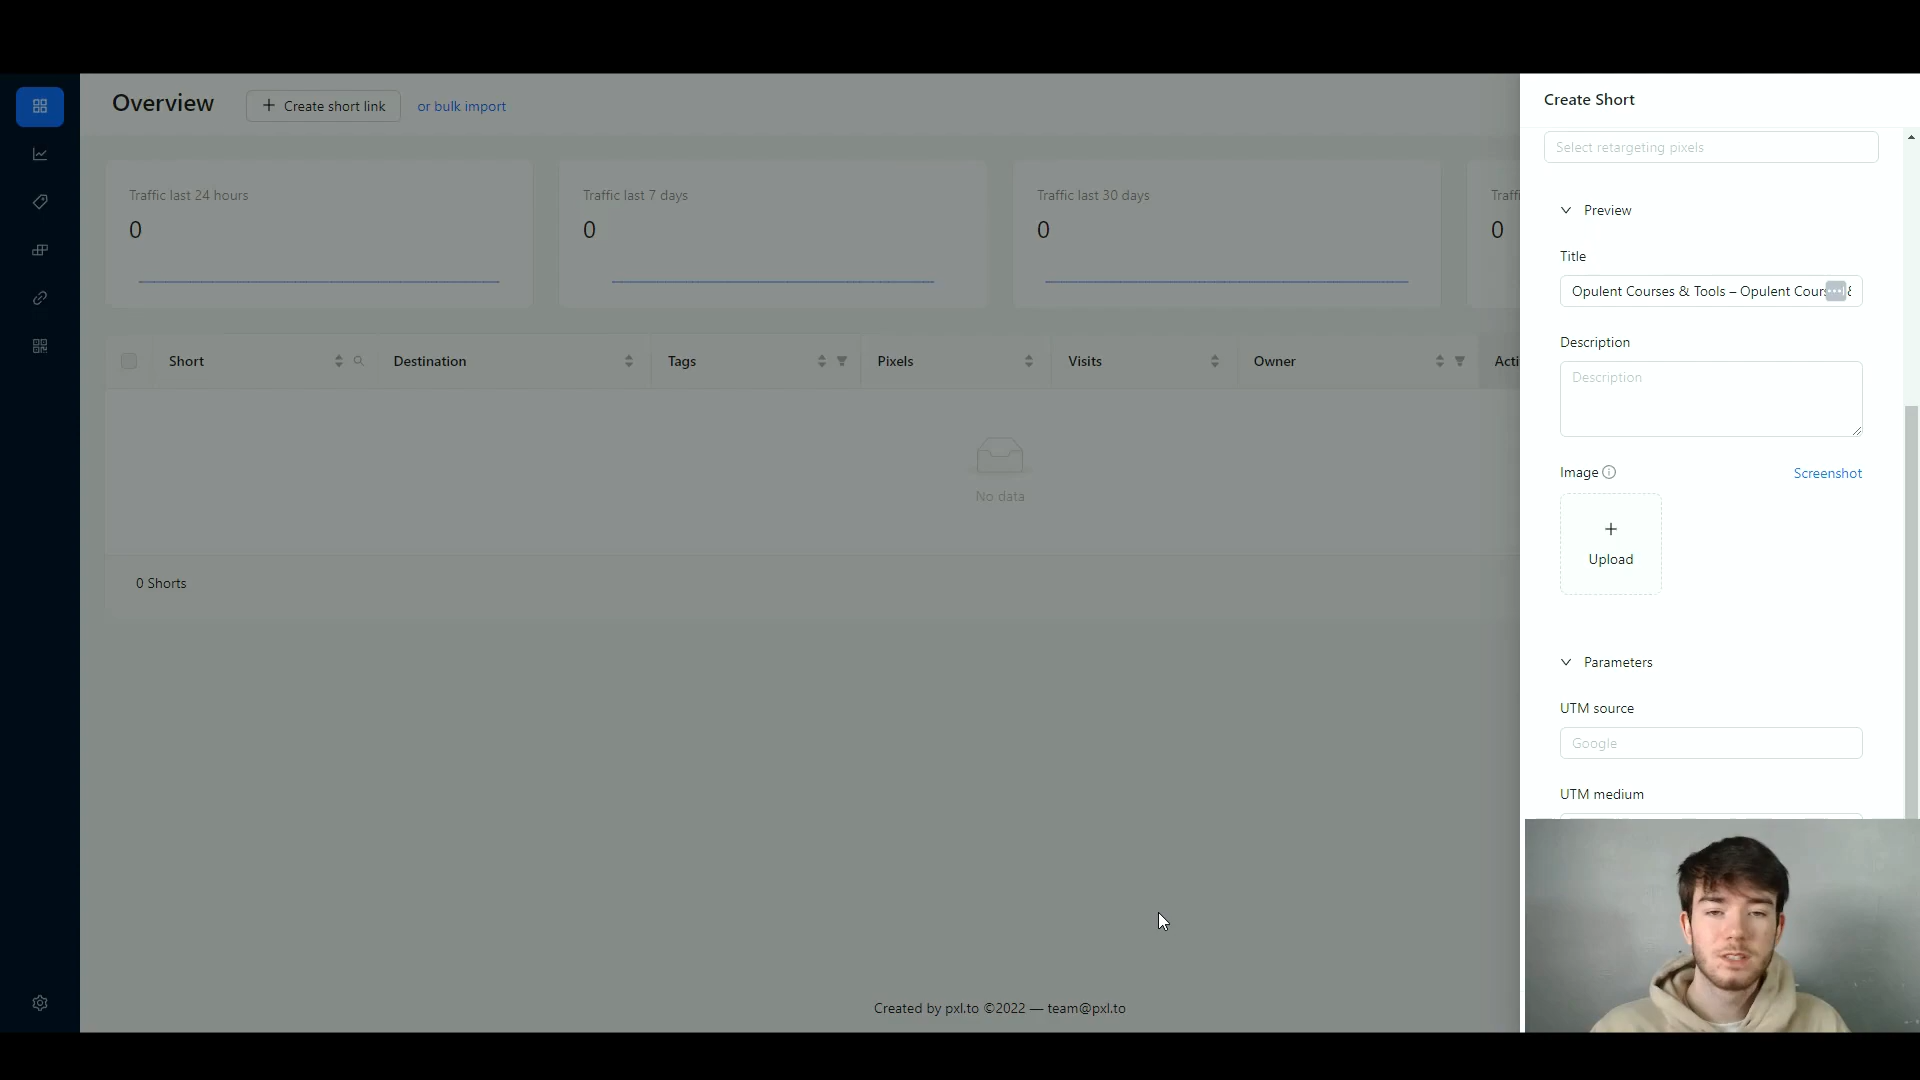 Overview
Create short link
or bulk import
Create Short
Select retargeting pixels
Traffic last 24 hours
0
Traffic last 7 days
0
Traffic last 30 days
0
Traff
0
Preview
Title
Opulent Courses & Tools – Opulent Cour
Description
Description
Image
Screenshot
Upload
Short
Destination
Tags
Pixels
Visits
Owner
Acti
No data
0 Shorts
Parameters
UTM source
Google
UTM medium
Created by pxl.to ©2022 — team@pxl.to